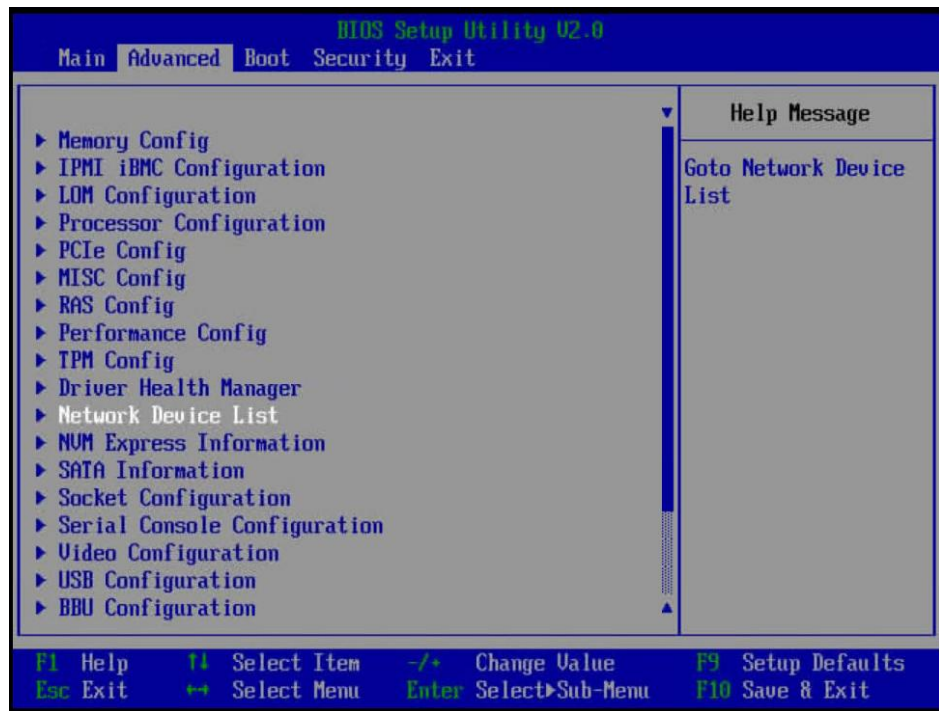 BIOS Setup Utility V2.0
Main Advanced Boot Security Exit
Help Message
Goto Network Device
List
▶ Memory Config
▶ IPMI iBMC Configuration
▶ LOM Configuration
▶ Processor Configuration
▶ PCIe Config
▶ MISC Config
▶ RAS Config
▶ Performance Config
▶ TPM Config
▶ Driver Health Manager
▶ Network Device List
▶ NVM Express Information
▶ SATA Information
▶ Socket Configuration
▶ Serial Console Configuration
▶ Video Configuration
▶ USB Configuration
▶ BBU Configuration
F1 Help ↑↓ Select Item -/+ Change Value F9 Setup Defaults
Esc Exit ↔ Select Menu Enter Select▶Sub-Menu F10 Save & Exit